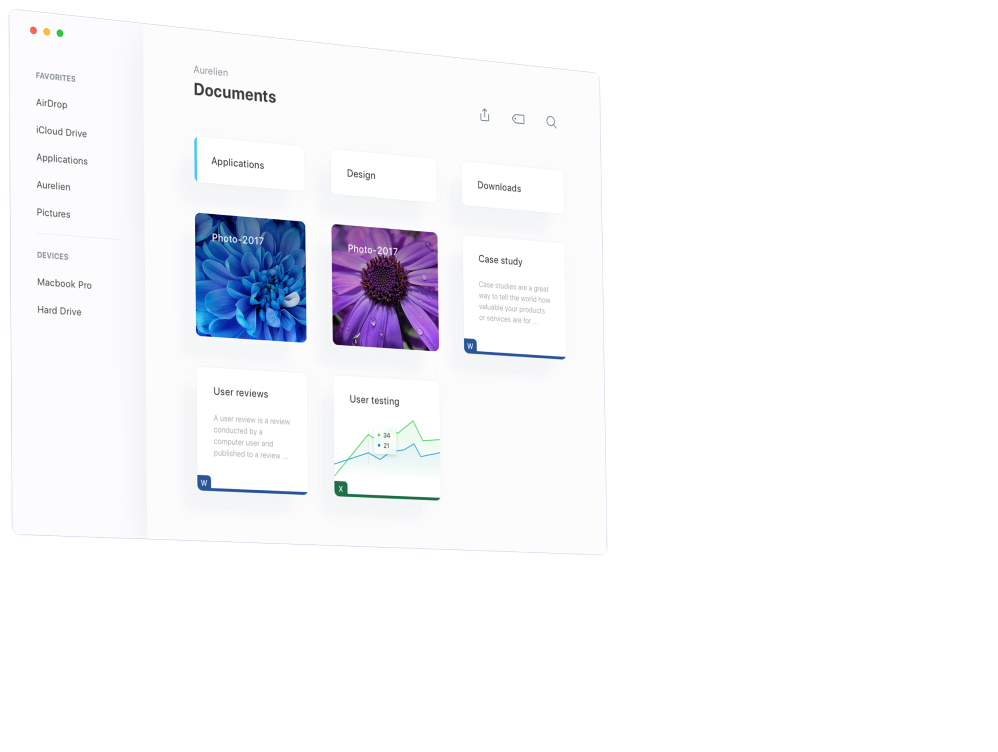 FAVORITES
AirDrop
iCloud Drive
Applications
Aurelien
Pictures
DEVICES
Macbook Pro
Hard Drive
Aurelien
Documents
Applications
Design
Downloads
Photo-2017
Photo-2017
Case study
Case studies are a great
way to tell the world how
valuable your products
or services are for ...
W
User reviews
A user review is a review
conducted by a
computer user and
published to a review ...
W
User testing
34
21
X